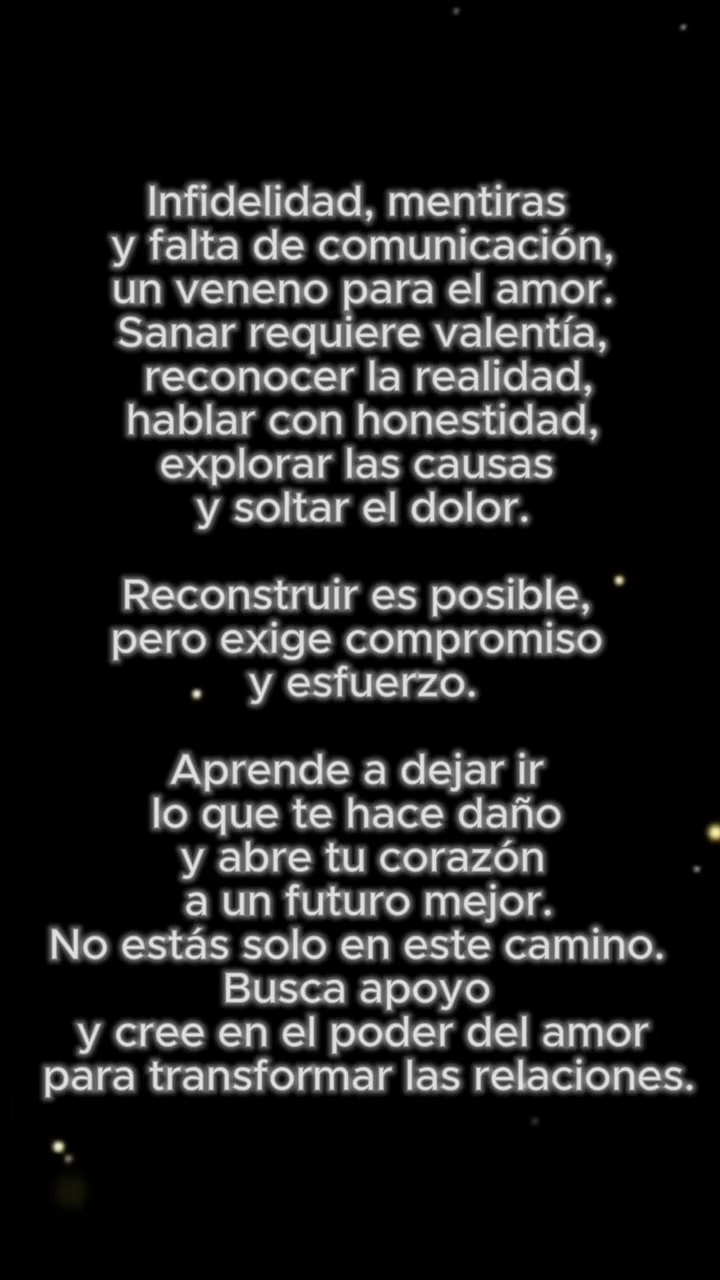 Infidelidad, mentiras
y falta de comunicación,
un veneno para el amor.
Sanar requiere valentía,
reconocer la realidad,
hablar con honestidad,
explorar las causas
y soltar el dolor.
Reconstruir es posible,
pero exige compromiso
y esfuerzo.
Aprende a dejar ir
lo que te hace daño
y abre tu corazón
a un futuro mejor.
No estás solo en este camino.
Busca apoyo
y cree en el poder del amor
para transformar las relaciones.